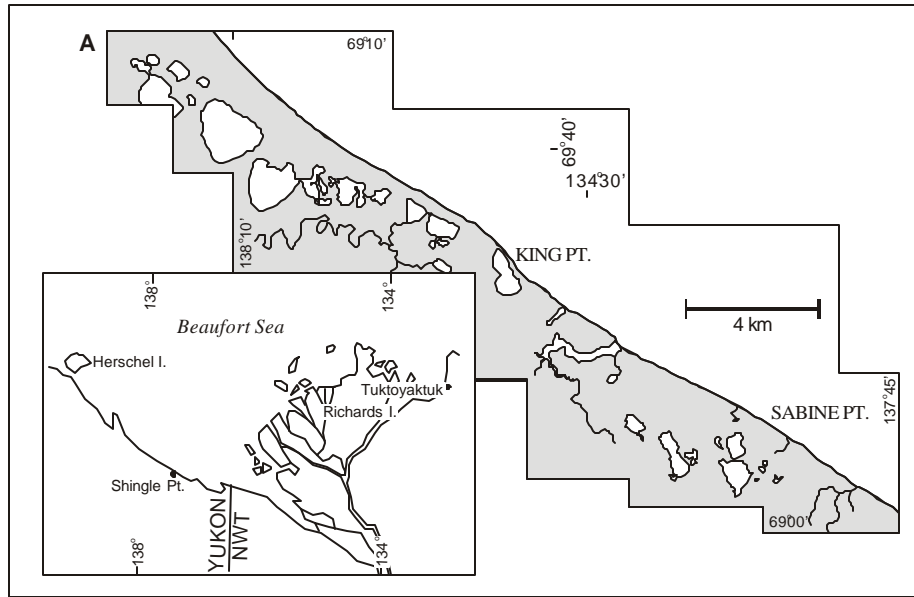 A
69°10'
69°40'
134°30'
138°10'
KING PT.
4 km
137°45'
SABINE PT.
69°00'
138°
134°
Beaufort Sea
Herschel I.
Tuktoyaktuk
Richards I.
Shingle Pt.
YUKON
NWT
138°
134°